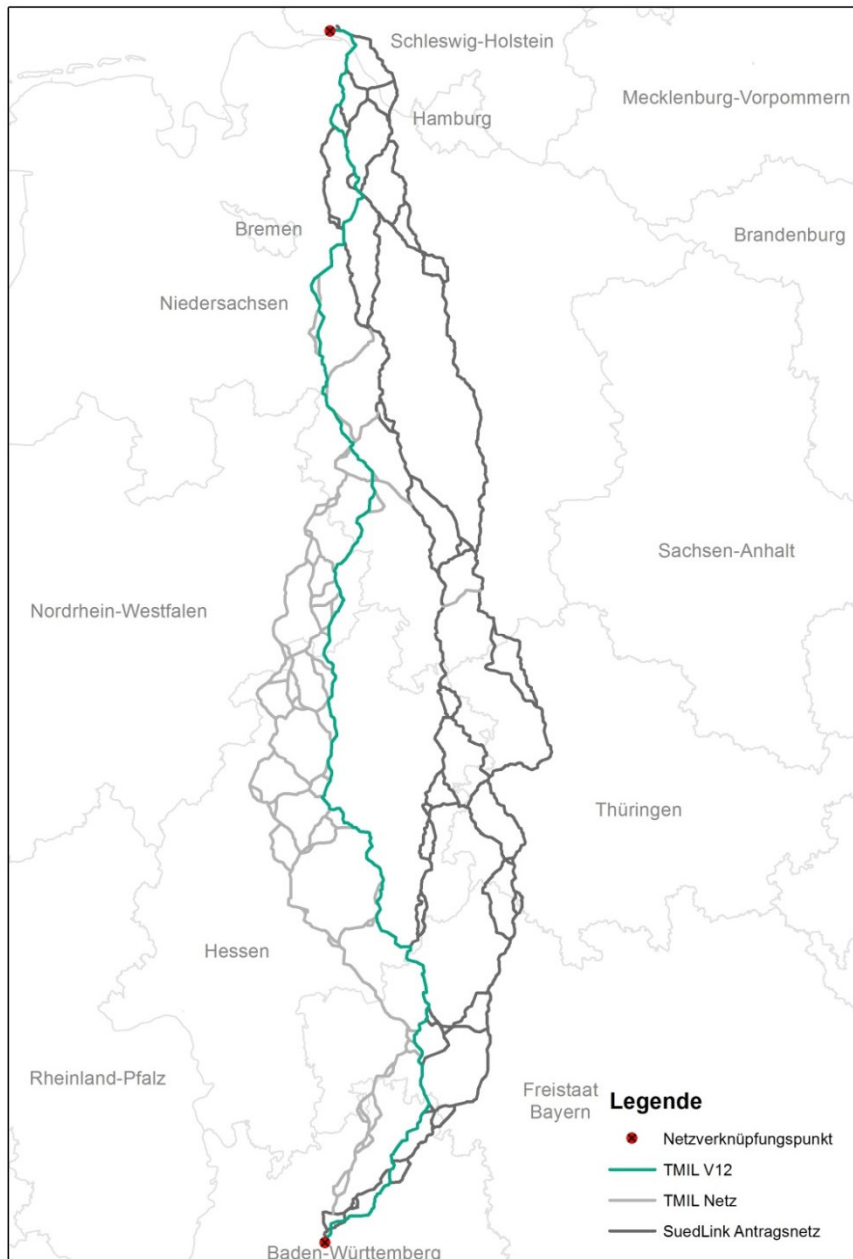 Schleswig-Holstein
Mecklenburg-Vorpommern
Hamburg
Bremen
Brandenburg
Niedersachsen
Sachsen-Anhalt
Nordrhein-Westfalen
Thüringen
Hessen
Rheinland-Pfalz
Freistaat
Bayern
Baden-Württemberg
Legende
Netzverknüpfungspunkt
TMIL V12
TMIL Netz
SuedLink Antragsnetz